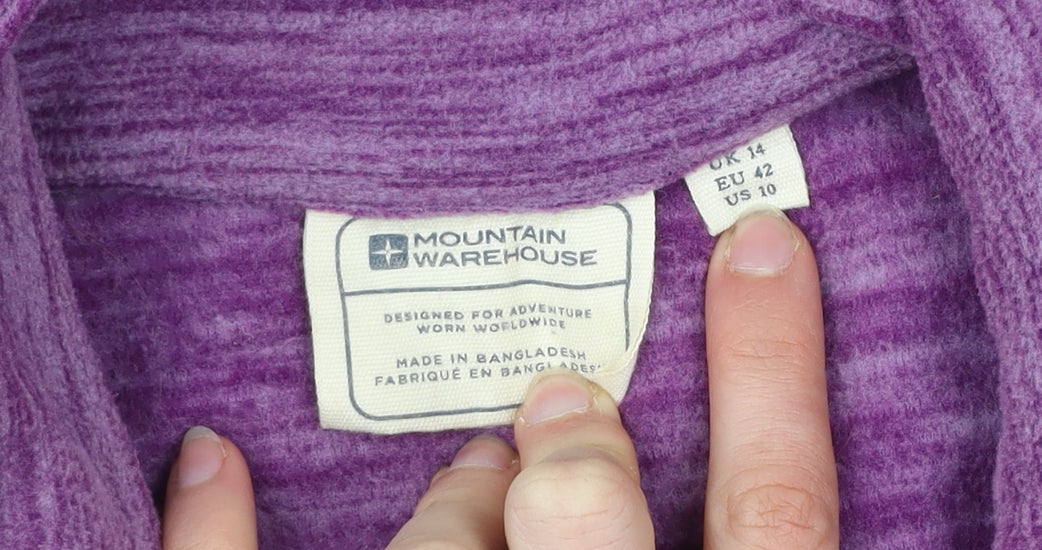 MOUNTAIN
WAREHOUSE
DESIGNED FOR ADVENTURE
WORN WORLDWIDE
MADE IN BANGLADESH
FABRIQUÉ EN BANGLADESH
UK 14
EU 42
US 10